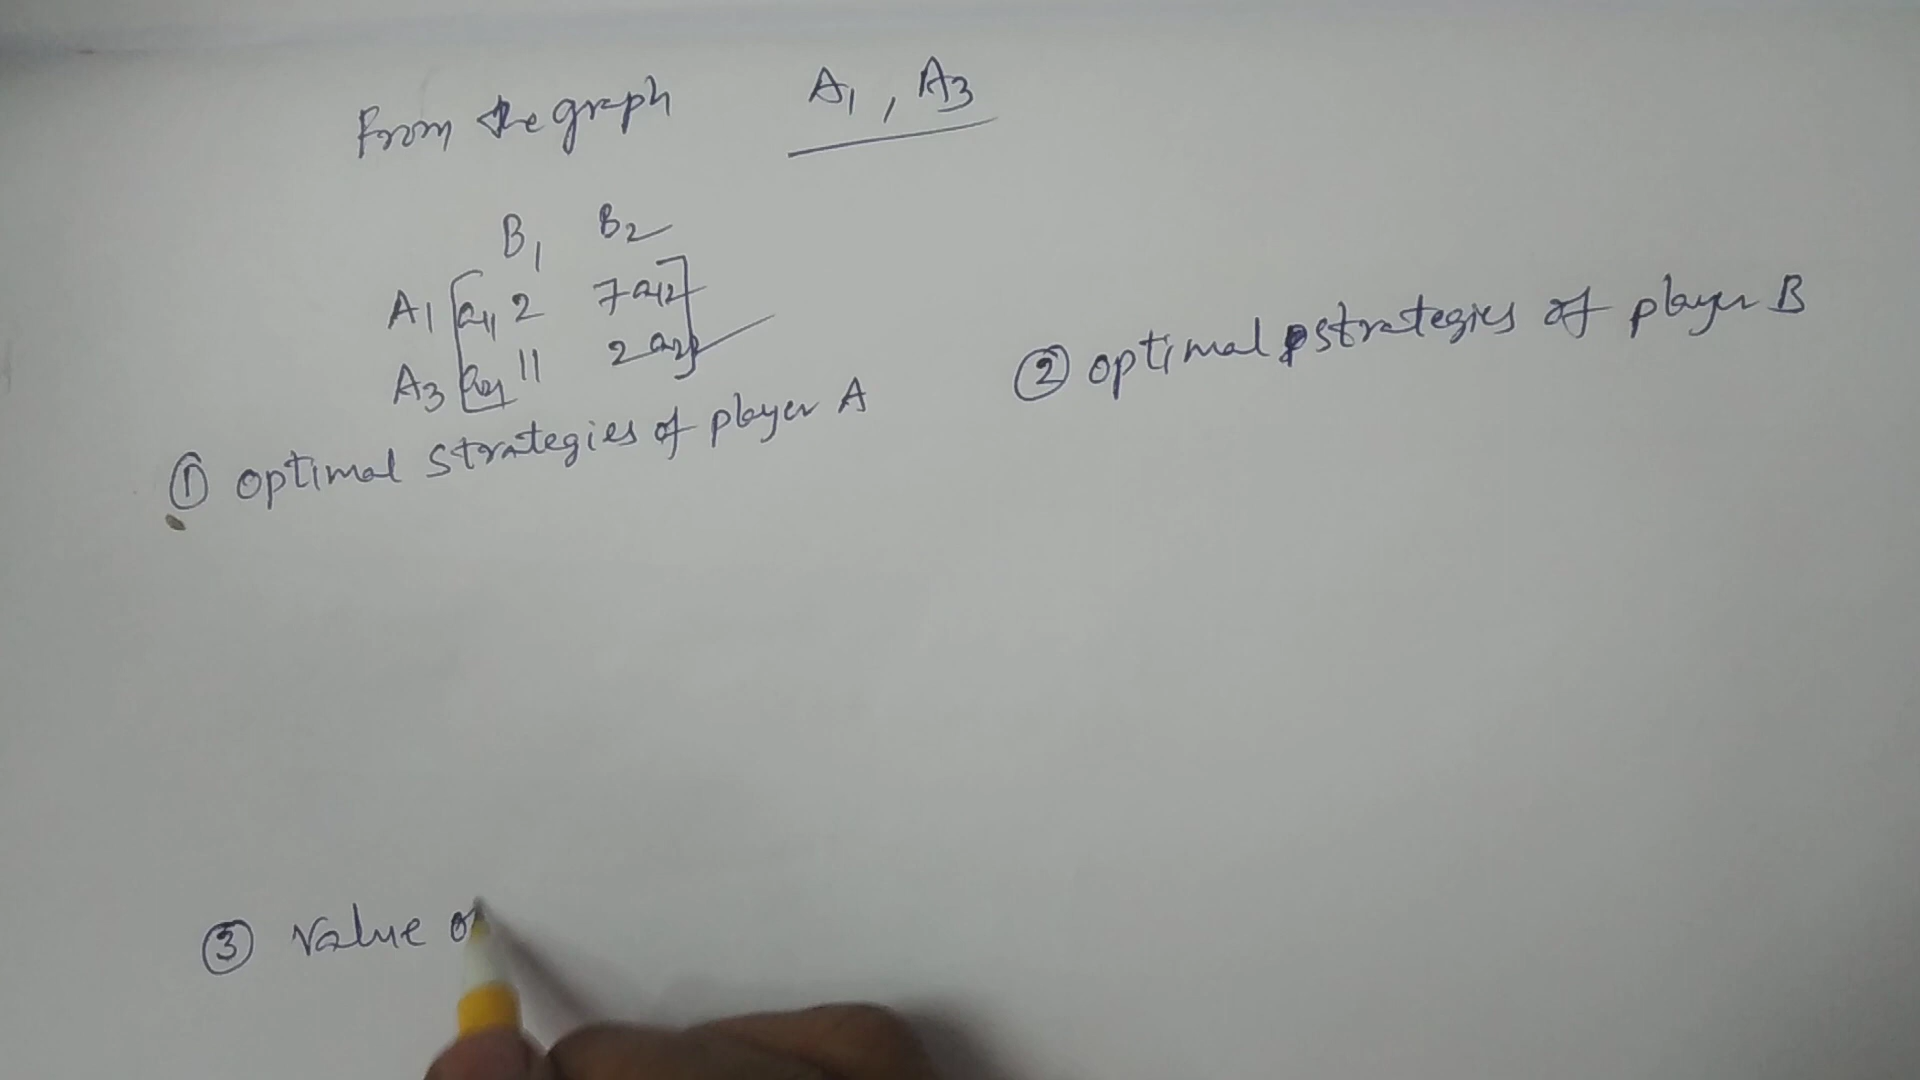 From the graph A1, A3
B1 B2
A1 [a11 2 7 a12]
A3 [a21 11 2 a22]
① optimal strategies of player A
② optimal strategies of player B
③ value of